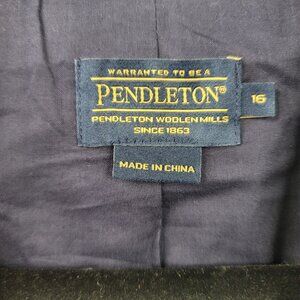 WARRANTED TO BE A
PENDLETON®
PENDLETON WOOLEN MILLS
SINCE 1863
16
MADE IN CHINA